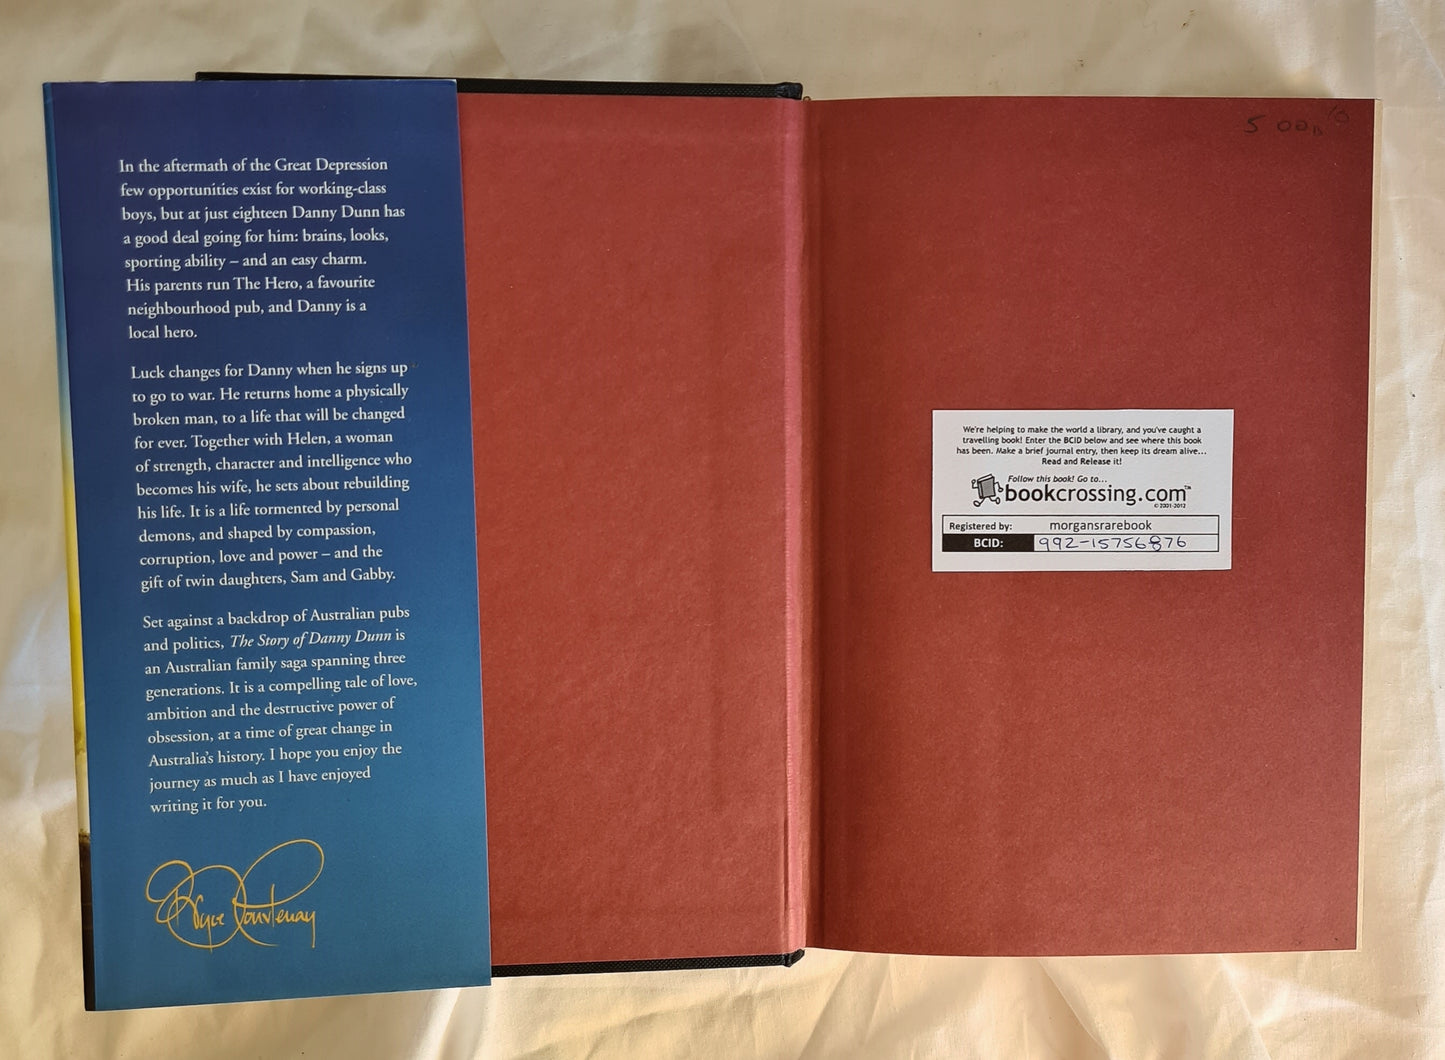 In the aftermath of the Great Depression
few opportunities exist for working-class
boys, but at just eighteen Danny Dunn has
a good deal going for him: brains, looks,
sporting ability – and an easy charm.
His parents run The Hero, a favourite
neighbourhood pub, and Danny is a
local hero.
Luck changes for Danny when he signs up
to go to war. He returns home a physically
broken man, to a life that will be changed
for ever. Together with Helen, a woman
of strength, character and intelligence who
becomes his wife, he sets about rebuilding
his life. It is a life tormented by personal
demons, and shaped by compassion,
corruption, love and power – and the
gift of twin daughters, Sam and Gabby.
Set against a backdrop of Australian pubs
and politics, The Story of Danny Dunn is
an Australian family saga spanning three
generations. It is a compelling tale of love,
ambition and the destructive power of
obsession, at a time of great change in
Australia's history. I hope you enjoy the
journey as much as I have enjoyed
writing it for you.
Bryce Courtenay
We're helping to make the world a library, and you've caught a
travelling book! Enter the BCID below and see where this book
has been. Make a brief journal entry, then keep its dream alive...
Read and Release it!
Follow this book! Go to...
bookcrossing.com™
© 2001-2012
Registered by: morgansrarebook
BCID: 992-15756876